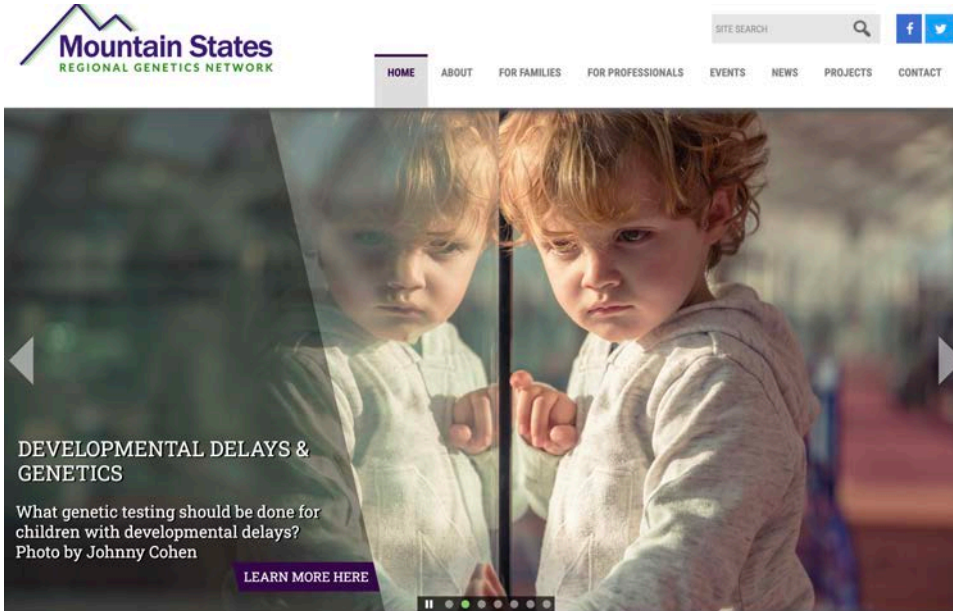 Mountain States
REGIONAL GENETICS NETWORK
SITE SEARCH
f
HOME ABOUT FOR FAMILIES FOR PROFESSIONALS EVENTS NEWS PROJECTS CONTACT
DEVELOPMENTAL DELAYS &
GENETICS
What genetic testing should be done for
children with developmental delays?
Photo by Johnny Cohen
LEARN MORE HERE